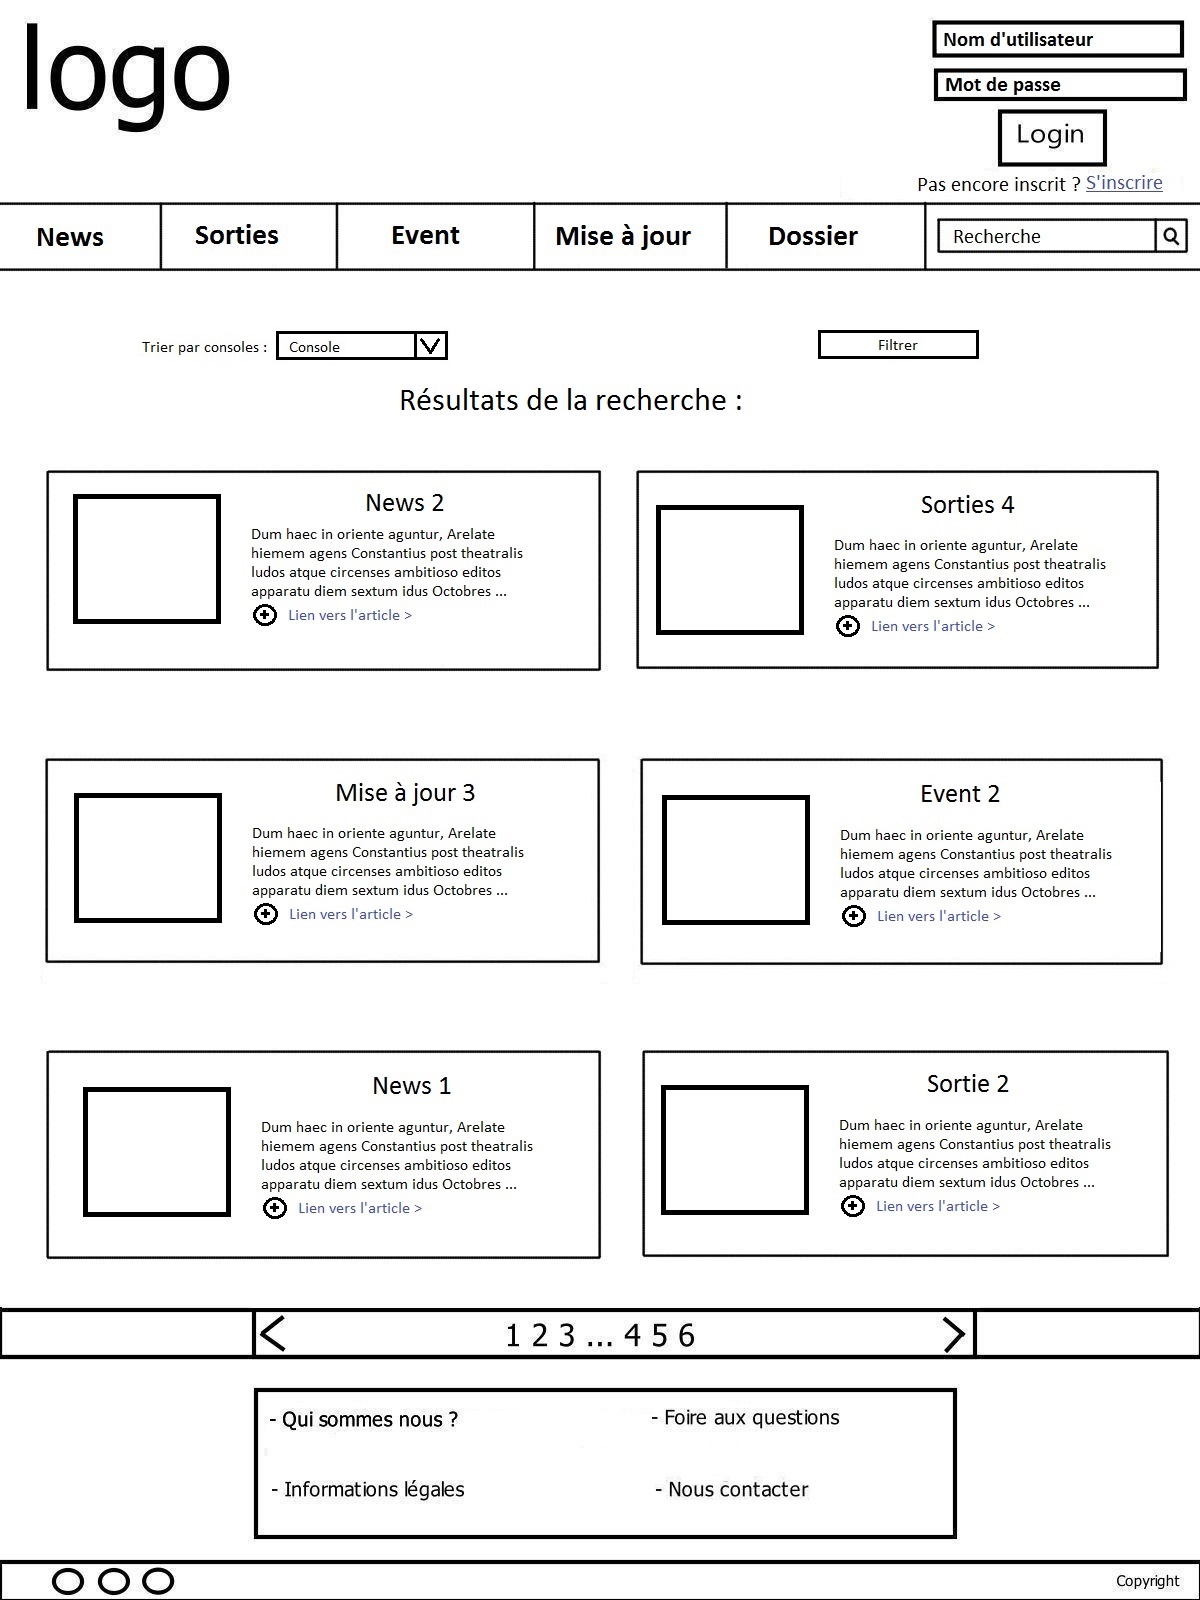 logo
Nom d'utilisateur
Mot de passe
Login
Pas encore inscrit ? S'inscrire
News
Sorties
Event
Mise à jour
Dossier
Recherche
Trier par consoles :
Console
Filtrer
Résultats de la recherche :
News 2
Dum haec in oriente aguntur, Arelate
hiemem agens Constantius post theatralis
ludos atque circenses ambitioso editos
apparatu diem sextum idus Octobres ...
Lien vers l'article >
Sorties 4
Dum haec in oriente aguntur, Arelate
hiemem agens Constantius post theatralis
ludos atque circenses ambitioso editos
apparatu diem sextum idus Octobres ...
Lien vers l'article >
Mise à jour 3
Dum haec in oriente aguntur, Arelate
hiemem agens Constantius post theatralis
ludos atque circenses ambitioso editos
apparatu diem sextum idus Octobres ...
Lien vers l'article >
Event 2
Dum haec in oriente aguntur, Arelate
hiemem agens Constantius post theatralis
ludos atque circenses ambitioso editos
apparatu diem sextum idus Octobres ...
Lien vers l'article >
News 1
Dum haec in oriente aguntur, Arelate
hiemem agens Constantius post theatralis
ludos atque circenses ambitioso editos
apparatu diem sextum idus Octobres ...
Lien vers l'article >
Sortie 2
Dum haec in oriente aguntur, Arelate
hiemem agens Constantius post theatralis
ludos atque circenses ambitioso editos
apparatu diem sextum idus Octobres ...
Lien vers l'article >
1 2 3 ... 4 5 6
- Qui sommes nous ?
- Foire aux questions
- Informations légales
- Nous contacter
Copyright